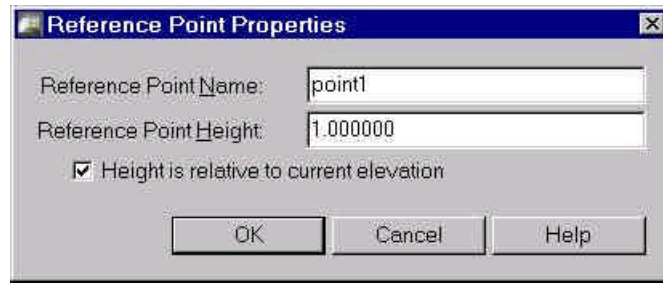 Reference Point Properties
Reference Point Name: point1
Reference Point Height: 1.000000
Height is relative to current elevation
OK Cancel Help